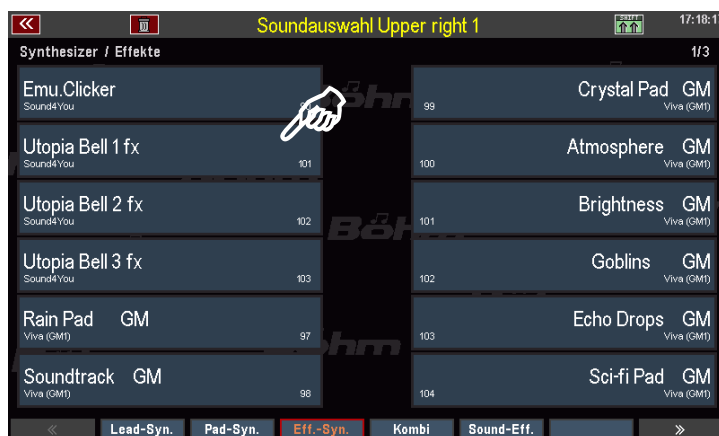 Soundauswahl Upper right 1
SHIFT
17:18:1
Synthesizer / Effekte
1/3
Emu.Clicker
Sound4You
Crystal Pad GM
99
Viva (GM1)
Utopia Bell 1 fx
Sound4You
101
Atmosphere GM
100
Viva (GM1)
Utopia Bell 2 fx
Sound4You
102
Brightness GM
101
Viva (GM1)
Utopia Bell 3 fx
Sound4You
103
Goblins GM
102
Viva (GM1)
Rain Pad GM
Viva (GM1)
97
Echo Drops GM
103
Viva (GM1)
Soundtrack GM
Viva (GM1)
98
Sci-fi Pad GM
104
Viva (GM1)
Böhm
Lead-Syn.
Pad-Syn.
Eff.-Syn.
Kombi
Sound-Eff.